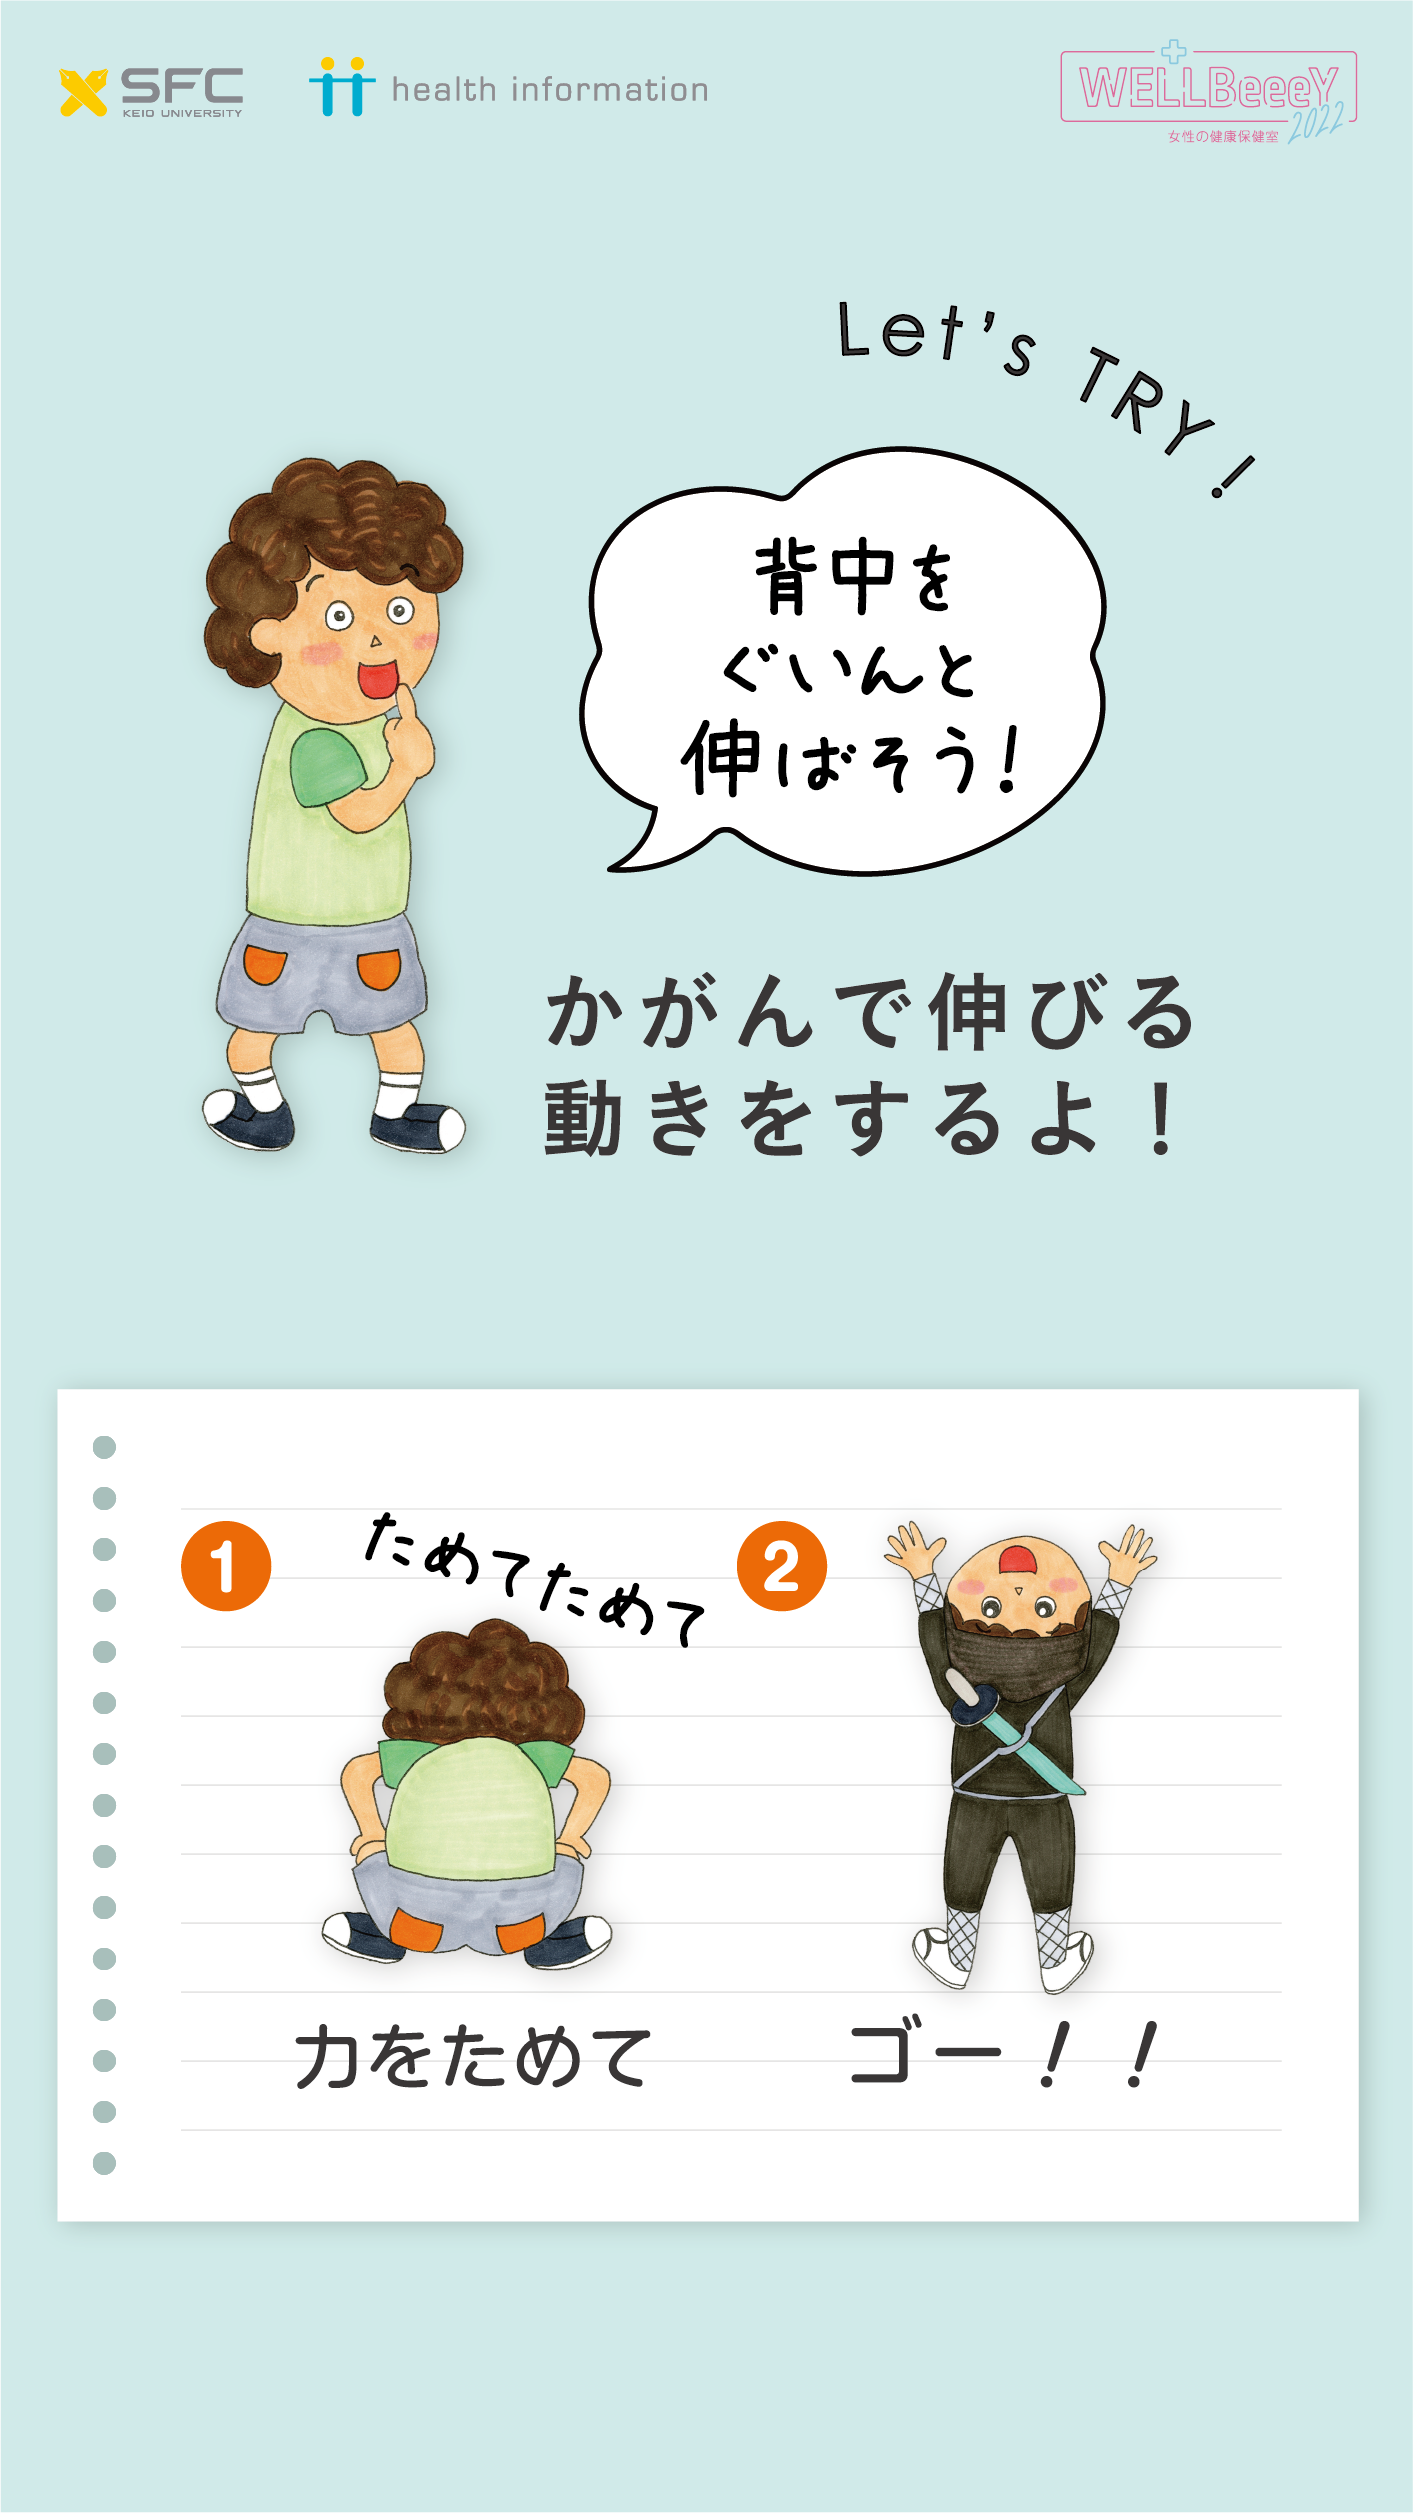 SFC
KEIO UNIVERSITY
health information
WELLBeeeY
女性の健康保健室 2022
Let's TRY!
背中を
ぐいんと
伸ばそう!
かがんで伸びる
動きをするよ！
1
ためてためて
力をためて
2
ゴー！！